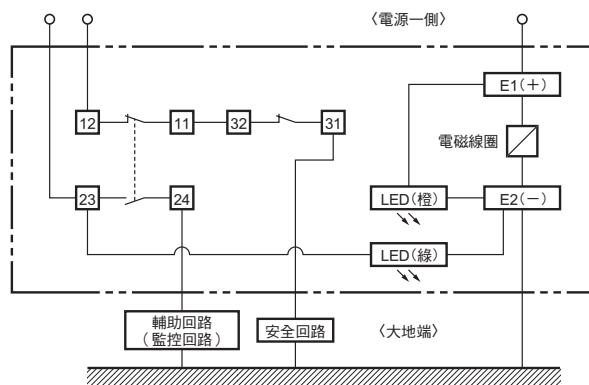 〈電源一側〉
E1(＋)
12
11
32
31
電磁線圈
23
24
LED(橙)
E2(－)
LED(綠)
輔助回路
(監控回路)
安全回路
〈大地端〉